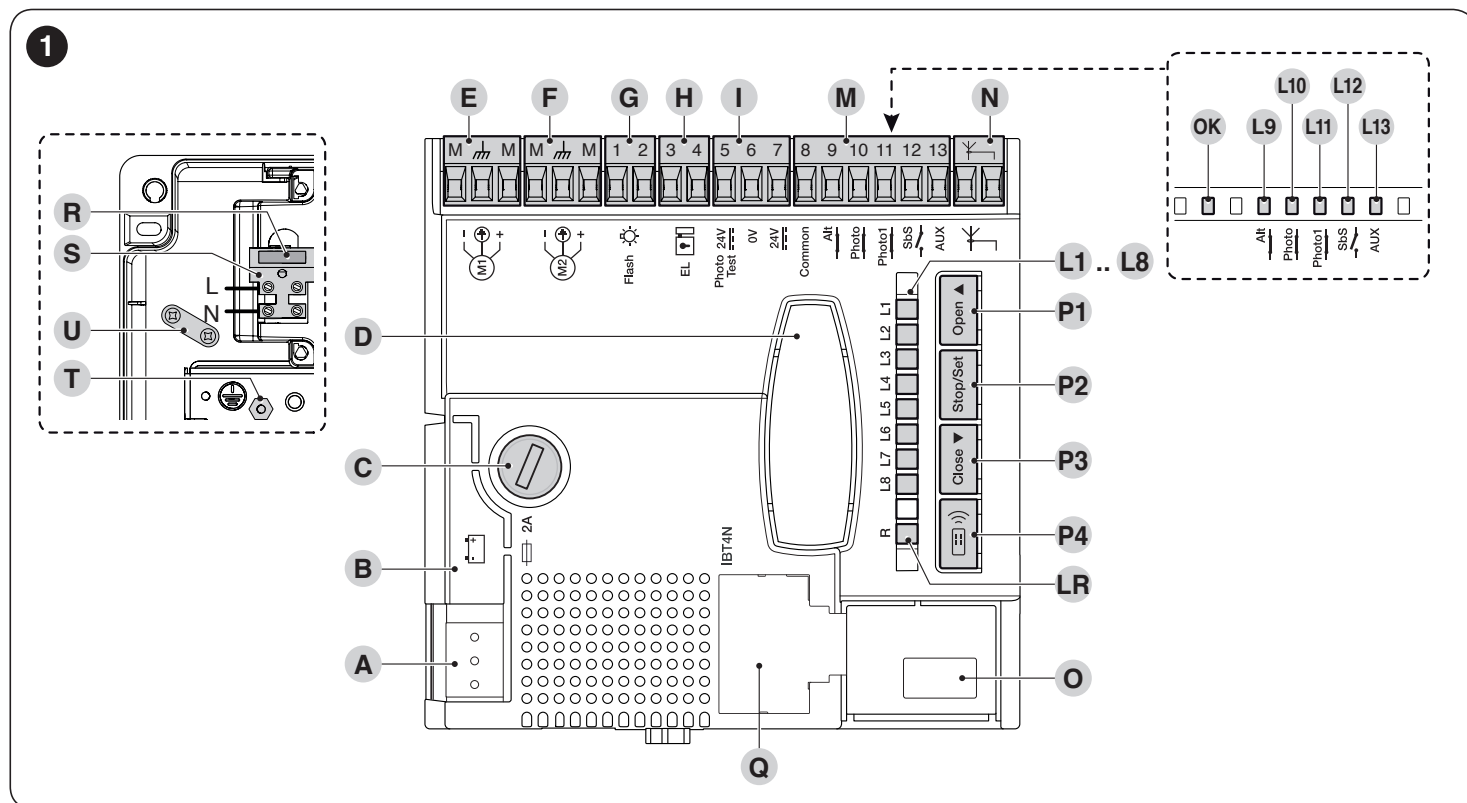 1
E F G H I M N
L10 L12
OK L9 L11 L13
M M M M 1 2 3 4 5 6 7 8 9 10 11 12 13
R
S
L
N
U
T
- + M1
- + M2
Flash
EL
Photo Test 24V
0V
24V
Common
Alt
Photo
Photo1
SbS
AUX
Alt
Photo
Photo1
SbS
AUX
L1 .. L8
D
L1
L2
L3
L4
L5
L6
L7
L8
R
Open ▲
Stop/Set
Close ▼
P1
P2
P3
P4
LR
C
2A
+ -
B
IBT4N
A
O
Q